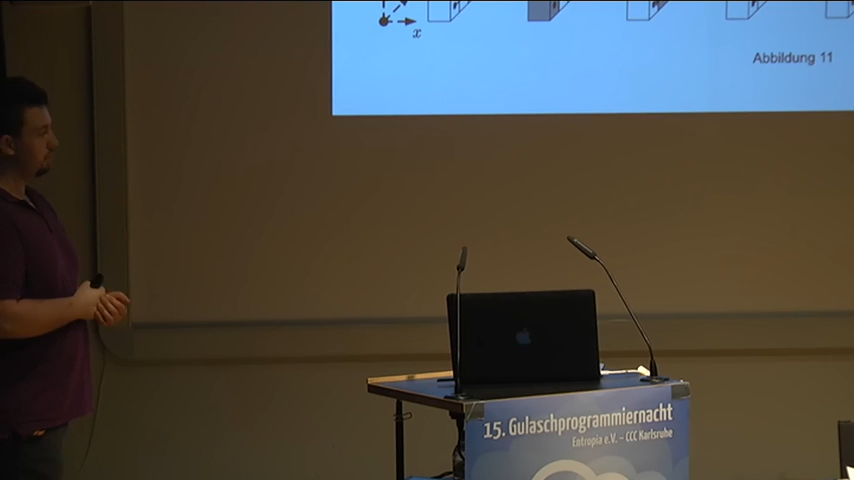 x
Abbildung 11
15. Gulaschprogrammiernacht
Entropia e.V. – CCC Karlsruhe